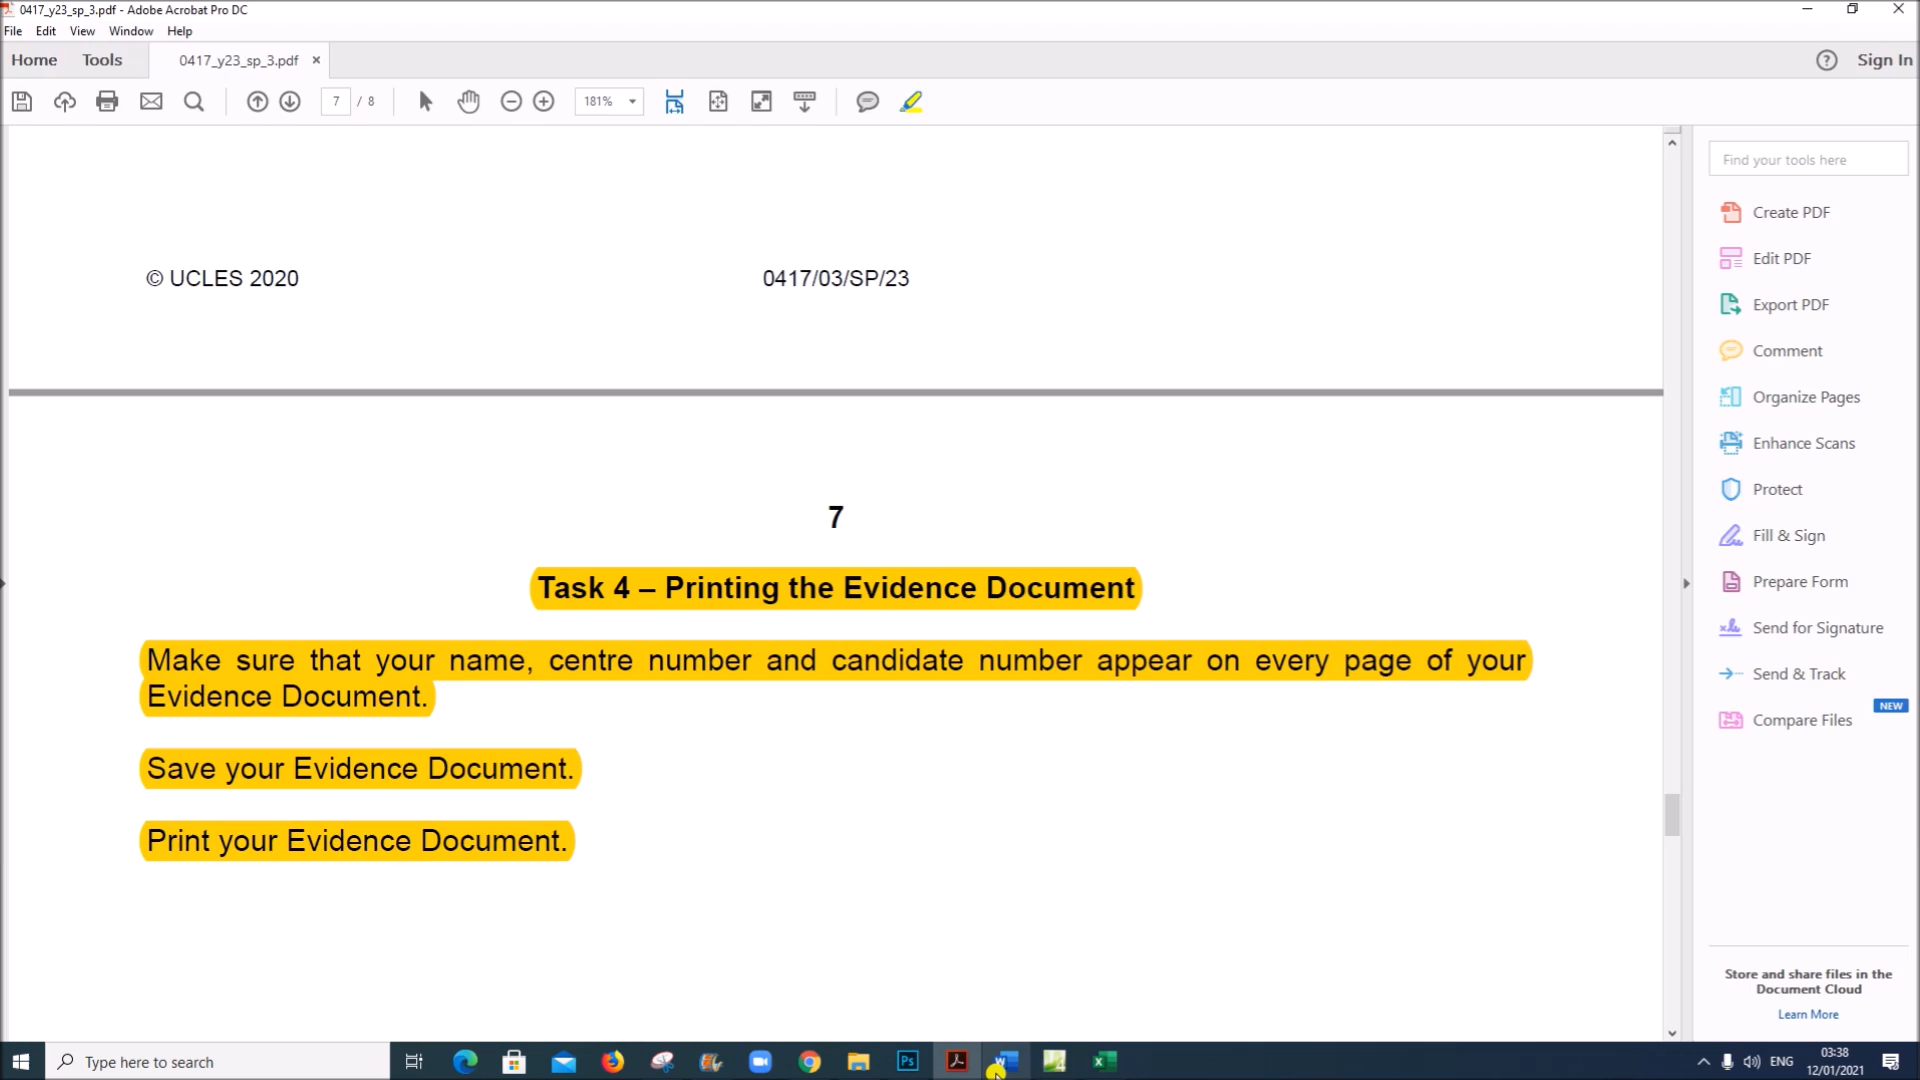 0417_y23_sp_3.pdf - Adobe Acrobat Pro DC
File Edit View Window Help
Home Tools 0417_y23_sp_3.pdf × Sign In
7 / 8 181%
Find your tools here
Create PDF
Edit PDF
Export PDF
Comment
Organize Pages
Enhance Scans
Protect
Fill & Sign
Prepare Form
Send for Signature
Send & Track
NEW
Compare Files
Store and share files in the
Document Cloud
Learn More
© UCLES 2020 0417/03/SP/23
7
Task 4 – Printing the Evidence Document
Make sure that your name, centre number and candidate number appear on every page of your
Evidence Document.
Save your Evidence Document.
Print your Evidence Document.
Type here to search
Ps
ENG
03:38
12/01/2021